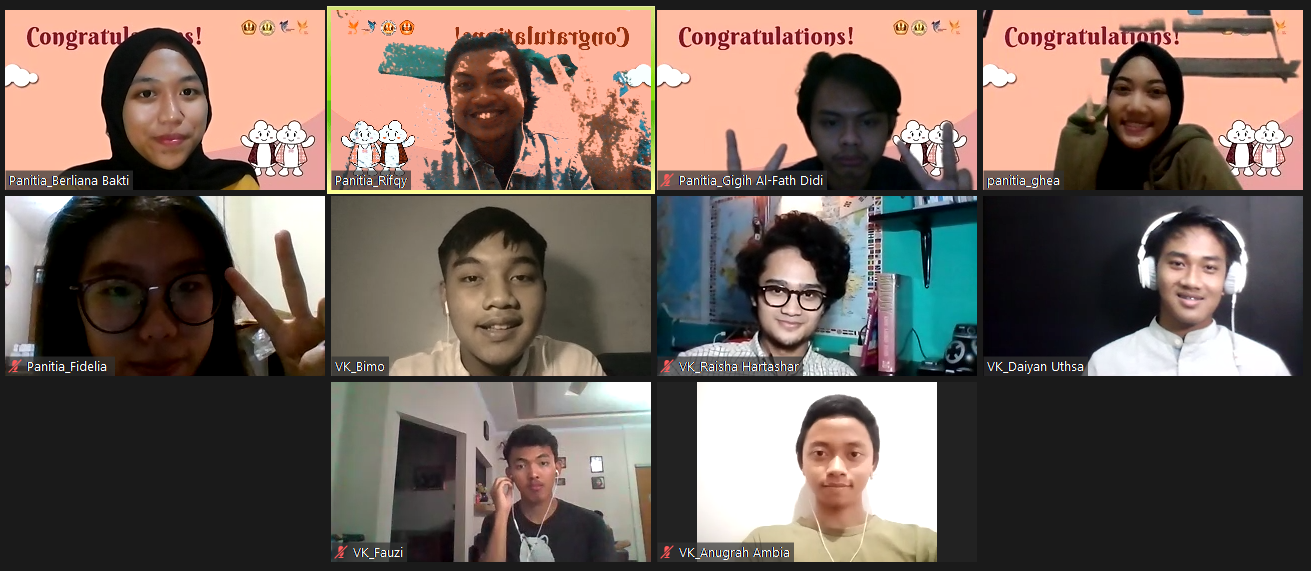 Congratul s!
Panitia_Berliana Bakti
Congratulations!
Panitia_Rifqy
Congratulations!
Panitia_Gigih Al-Fath Didi
Congratulations!
panitia_ghea
Panitia_Fidelia
VK_Bimo
VK_Raisha Hartashar
VK_Daiyan Uthsa
VK_Fauzi
VK_Anugrah Ambia